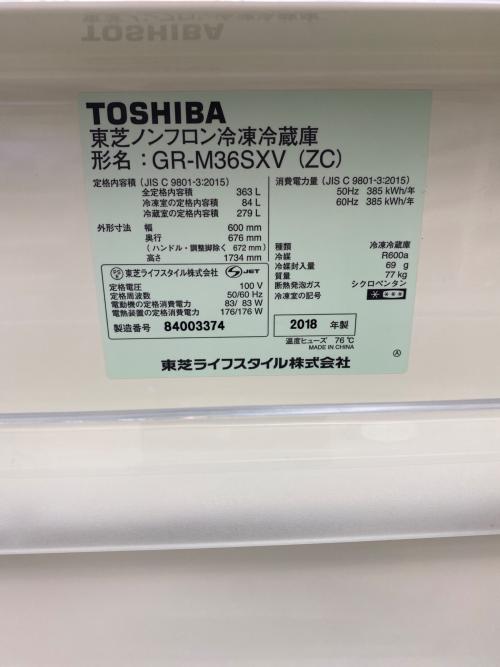 TOSHIBA
TOSHIBA
東芝ノンフロン冷凍冷蔵庫
形名：GR-M36SXV (ZC)
定格内容積 (JIS C 9801-3:2015)
全定格内容積 363 L
冷凍室の定格内容積 84 L
冷蔵室の定格内容積 279 L
外形寸法 幅 600 mm
奥行 676 mm
(ハンドル・調整脚除く 672 mm)
高さ 1734 mm
東芝ライフスタイル株式会社 JET
定格電圧 100 V
定格周波数 50/60 Hz
電動機の定格消費電力 83/ 83 W
電熱装置の定格消費電力 176/176 W
製造番号 84003374
消費電力量 (JIS C 9801-3:2015)
50Hz 385 kWh/年
60Hz 385 kWh/年
種類 冷凍冷蔵庫
冷媒 R600a
冷媒封入量 69 g
質量 77 kg
断熱発泡ガス シクロペンタン
冷凍室の記号 ****
2018 年製
温度ヒューズ 76℃
MADE IN CHINA
東芝ライフスタイル株式会社
A